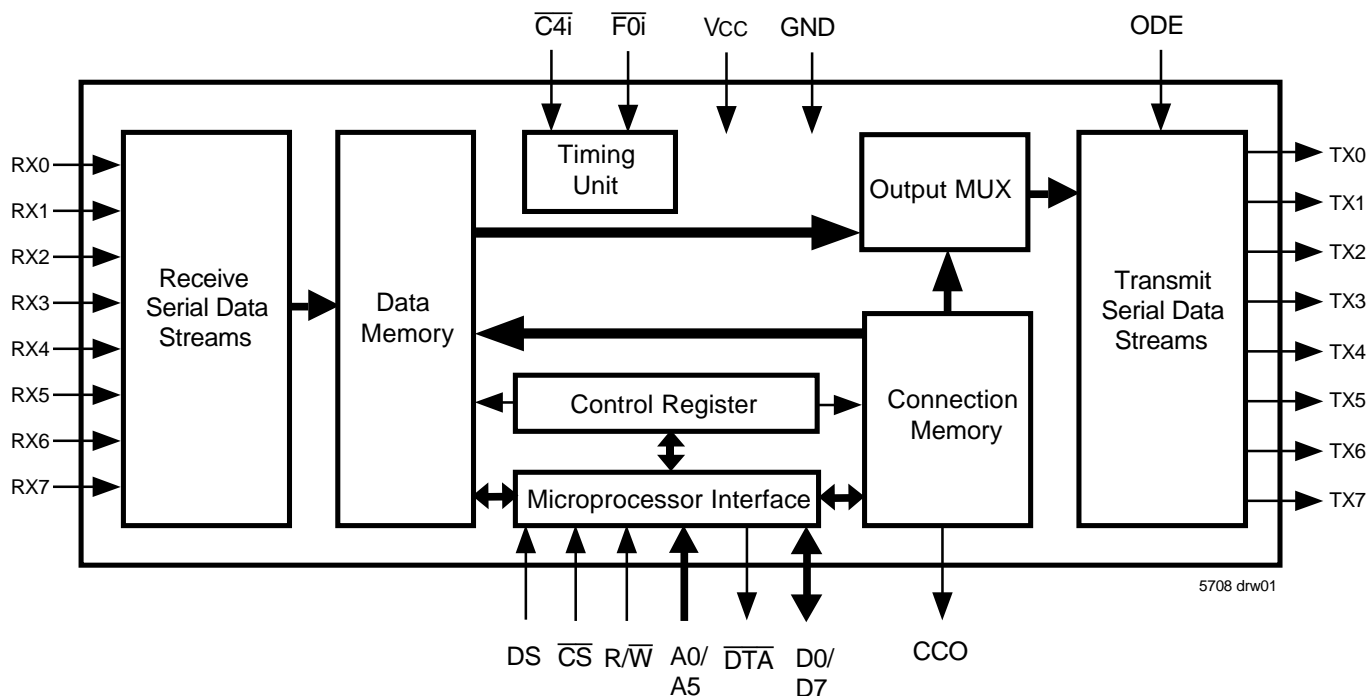 C4i F0i VCC GND ODE
RX0
RX1
RX2
RX3
RX4
RX5
RX6
RX7
Receive
Serial Data
Streams
Data
Memory
Timing
Unit
Output MUX
Control Register
Connection
Memory
Microprocessor Interface
Transmit
Serial Data
Streams
TX0
TX1
TX2
TX3
TX4
TX5
TX6
TX7
5708 drw01
DS CS R/W A0/
A5 DTA D0/
D7 CCO